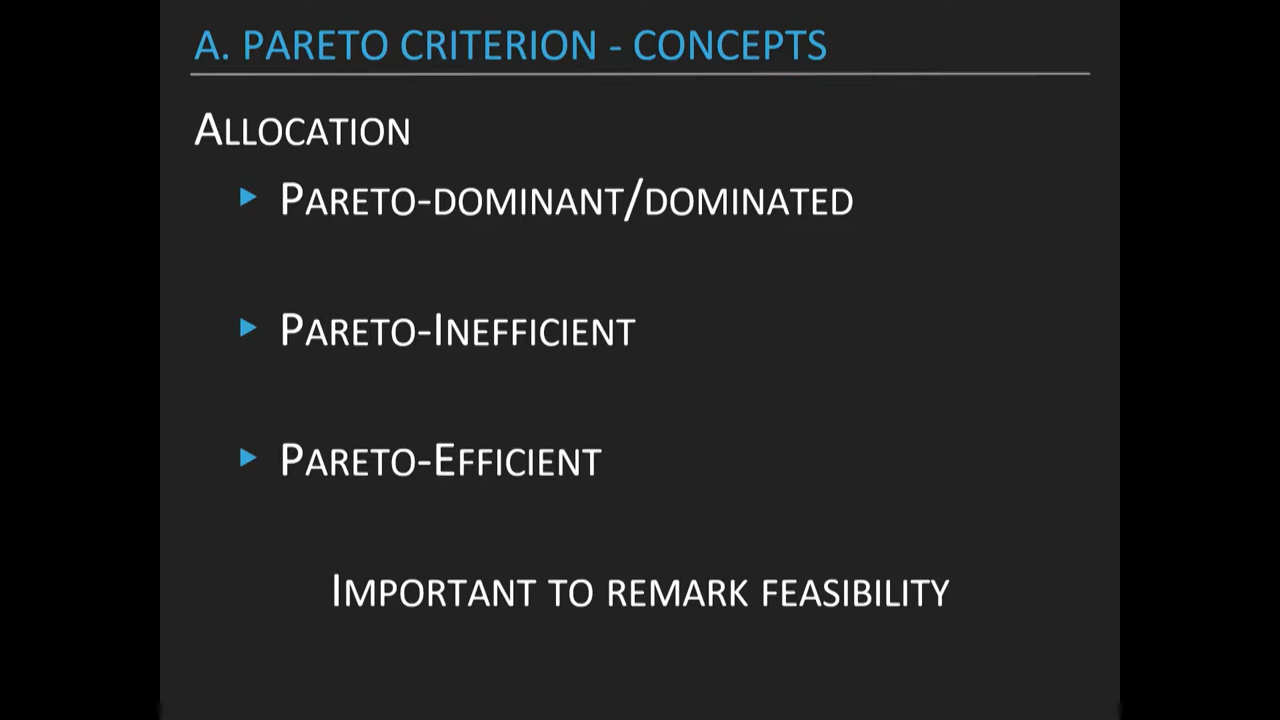 A. PARETO CRITERION - CONCEPTS
ALLOCATION
PARETO-DOMINANT/DOMINATED
PARETO-INEFFICIENT
PARETO-EFFICIENT
IMPORTANT TO REMARK FEASIBILITY